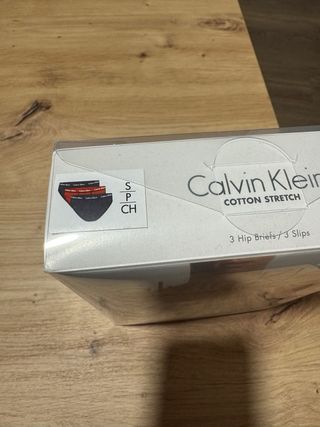 S
P
CH
Calvin Klein
COTTON STRETCH
3 Hip Briefs / 3 Slips